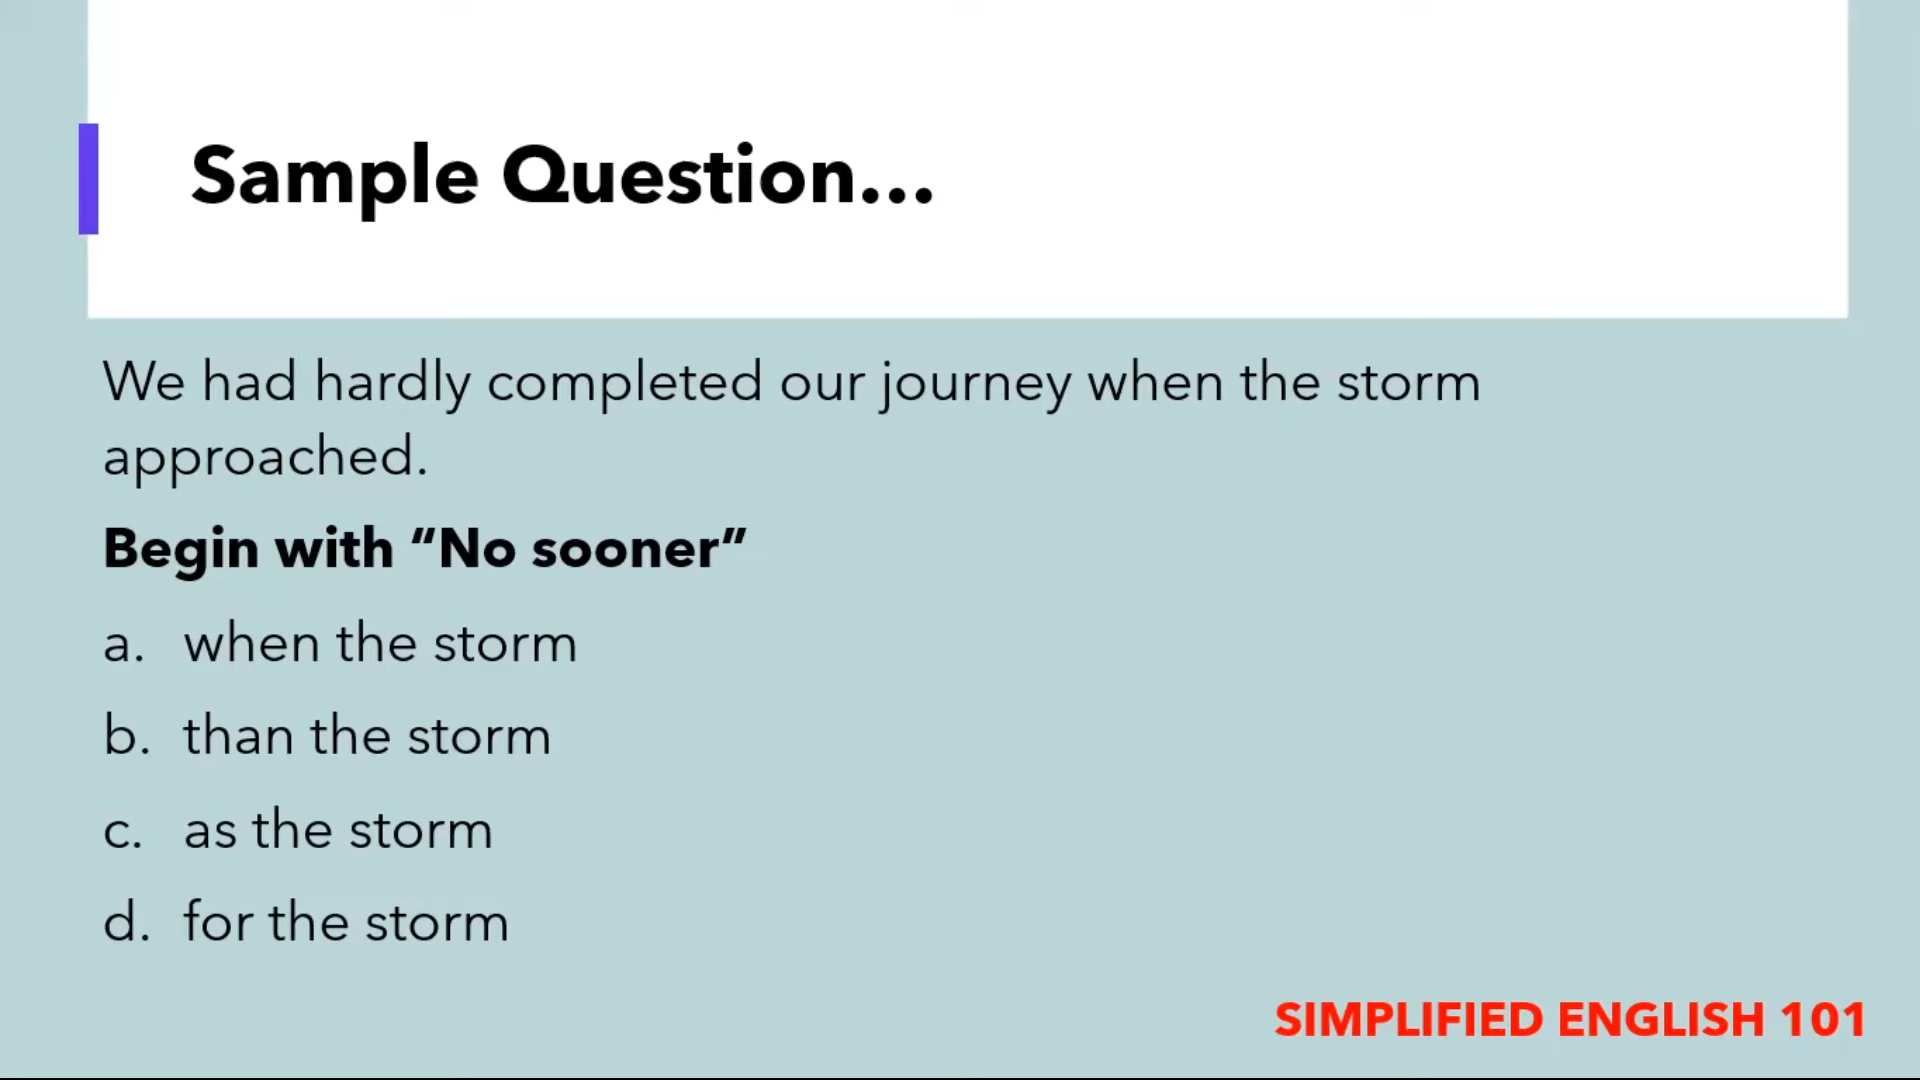 Sample Question...
We had hardly completed our journey when the storm
approached.
Begin with “No sooner”
a. when the storm
b. than the storm
c. as the storm
d. for the storm
SIMPLIFIED ENGLISH 101